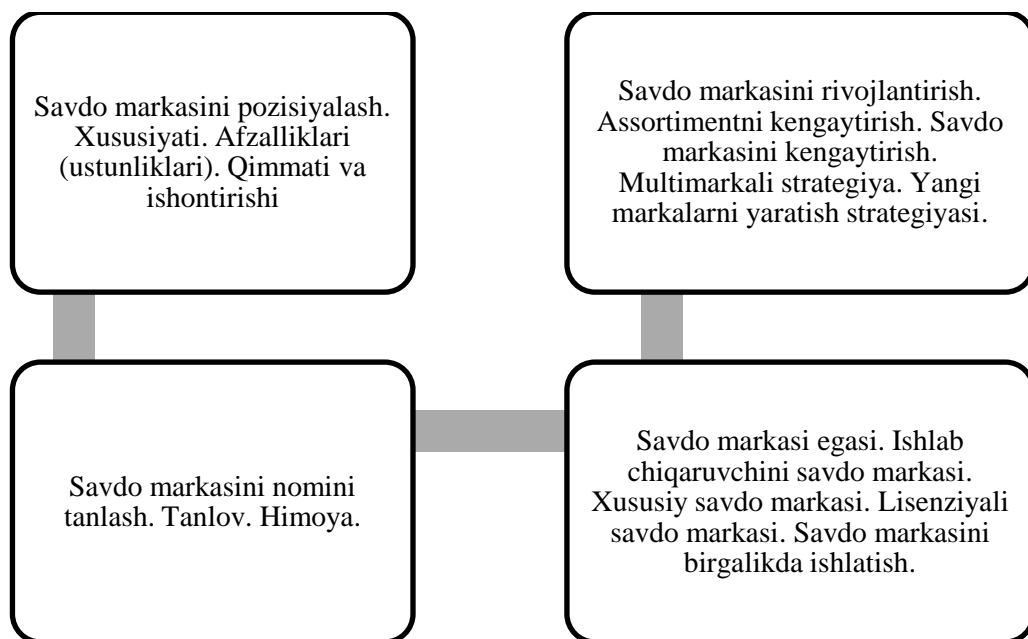 Savdo markasini pozisiyalash.
Xususiyati. Afzalliklari
(ustunliklari). Qimmati va
ishontirishi
Savdo markasini nomini
tanlash. Tanlov. Himoya.
Savdo markasi egasi. Ishlab
chiqaruvchini savdo markasi.
Xususiy savdo markasi. Lisenziyali
savdo markasi. Savdo markasini
birgalikda ishlatish.
Savdo markasini rivojlantirish.
Assortimentni kengaytirish. Savdo
markasini kengaytirish.
Multimarkali strategiya. Yangi
markalarni yaratish strategiyasi.